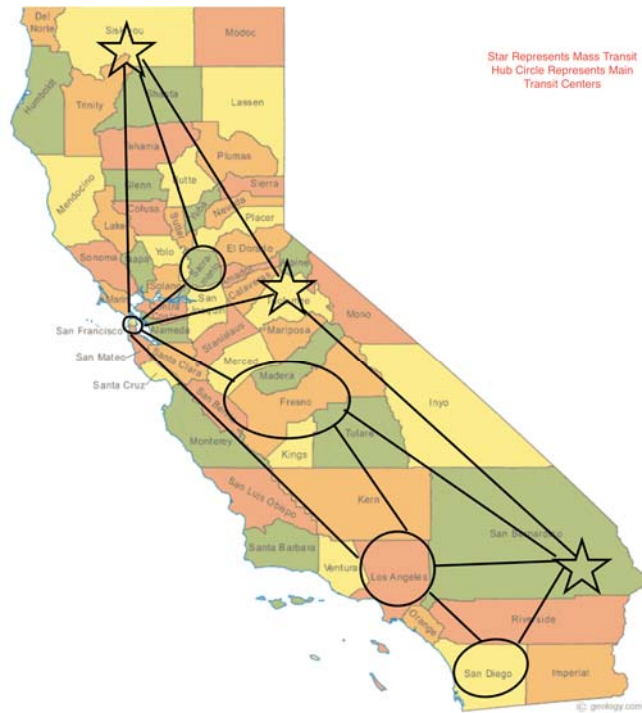 Del
Norte
Siskiyou
Modoc
Star Represents Mass Transit
Hub Circle Represents Main
Transit Centers
Humboldt
Trinity
Shasta
Lassen
Tehama
Plumas
Mendocino
Glenn
Butte
Sierra
Colusa
Sutter
Yuba
Nevada
Placer
Lake
Yolo
El Dorado
Sonoma
Napa
Solano
Calaveras
Mono
Marin
San
San Francisco
Alameda
Stanislaus
Mariposa
San Mateo
Santa Clara
Merced
Santa Cruz
Madera
Fresno
Inyo
Monterey
Tulare
Kings
San Luis Obispo
Kern
San Bernardino
Santa Barbara
Ventura
Los Angeles
Orange
Riverside
San Diego
Imperial
© geology.com